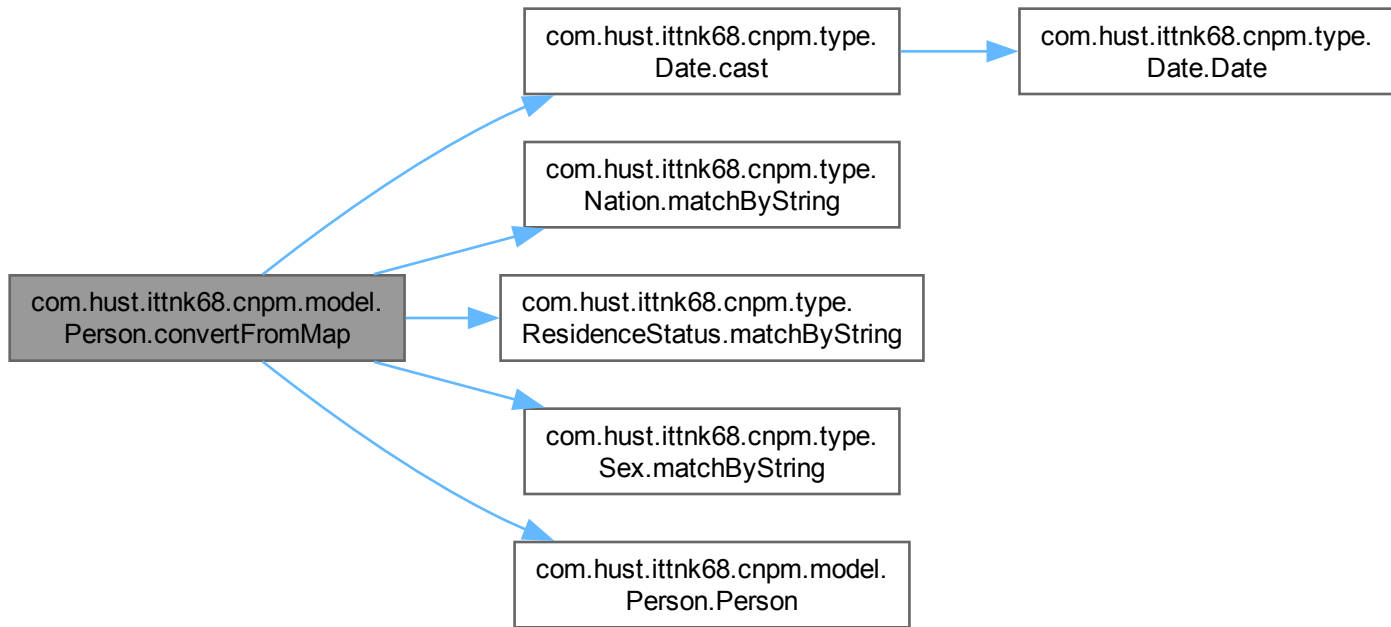 com.hust.ittnk68.cnpm.type.
Date.cast
com.hust.ittnk68.cnpm.type.
Date.Date
com.hust.ittnk68.cnpm.type.
Nation.matchByString
com.hust.ittnk68.cnpm.model.
Person.convertFromMap
com.hust.ittnk68.cnpm.type.
ResidenceStatus.matchByString
com.hust.ittnk68.cnpm.type.
Sex.matchByString
com.hust.ittnk68.cnpm.model.
Person.Person